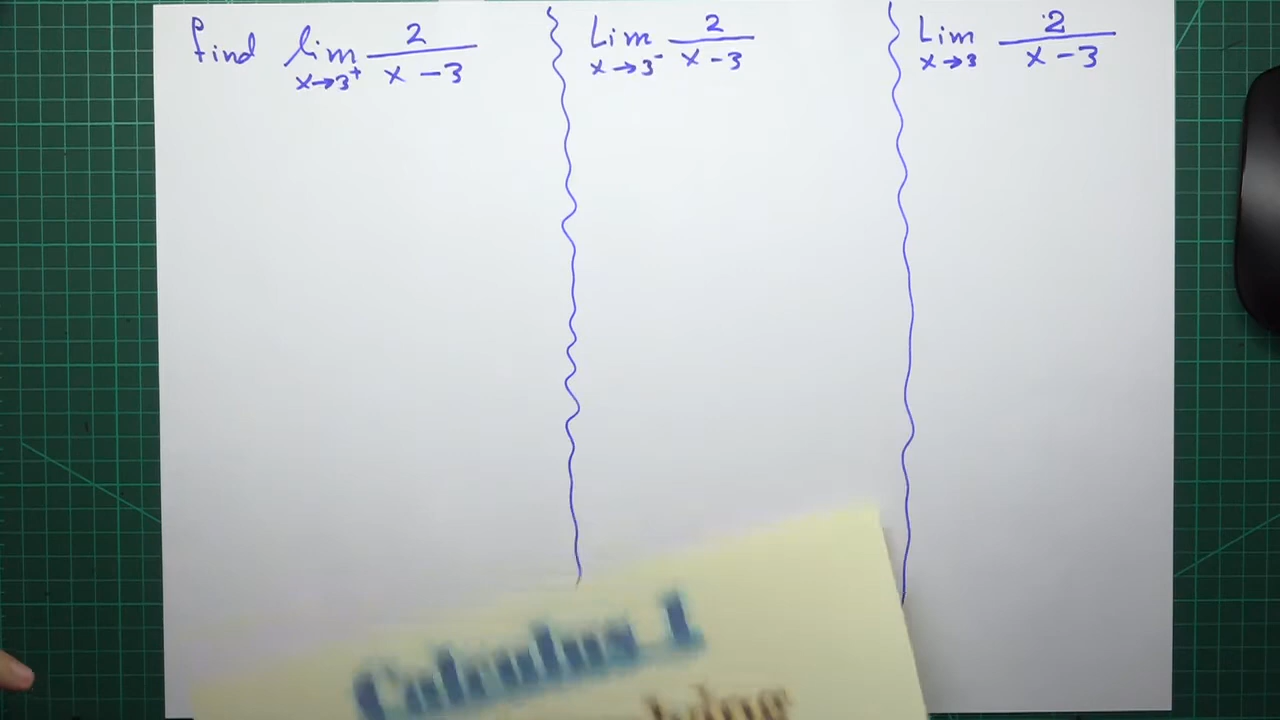 find lim x→3⁺ 2/(x-3)
Lim x→3⁻ 2/(x-3)
Lim x→3 2/(x-3)
Calculus 1